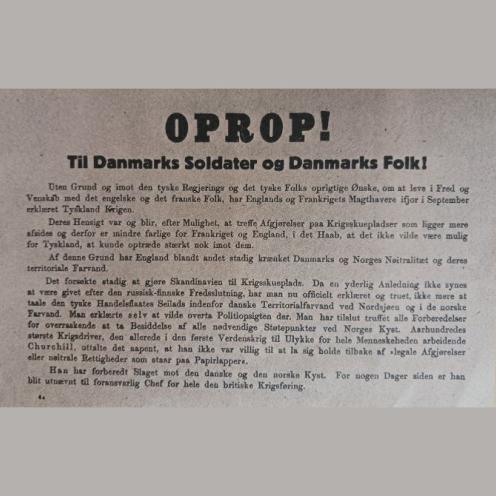 OPROP!
Til Danmarks Soldater og Danmarks Folk!
Uten Grund og imot den tyske Regjerings og det tyske Folks oprigtige Ønske, om at leve i Fred og
Venskab med det engelske og det franske Folk, har Englands og Frankrigets Magthavere ifjor i September
erklæret Tyskland Krigen.
Deres Hensigt var og blir, efter Mulighet, at treffe Afgjørelser paa Krigsskuepladser som ligger mere
afsides og derfor er mindre farlige for Frankriget og England, i det Haab, at det ikke vilde være mulig
for Tyskland, at kunde optræde stærkt nok imot dem.
Af denne Grund har England blandt andet stadig krænket Danmarks og Norges Nøitralitæt og deres
territoriale Farvand.
Det forsøkte stadig at gjøre Skandinavien til Krigsskueplads. Da en yderlig Anledning ikke synes
at være givet efter den russisk-finnske Fredsslutning, har man nu officielt erklæret og truet, ikke mere at
taale den tyske Handelsflaates Seilads indenfor danske Territorialfarvand ved Nordsjøen og i de norske
Farvand. Man erklærte selv at vilde overta Politiopsigten der. Man har tilslut truffet alle Forberedelser
for overraskende at ta Besiddelse af alle nødvendige Støtepunkter ved Norges Kyst. Aarhundredes
største Krigsdriver, den allerede i den første Verdenskrig til Ulykke for hele Menneskeheden arbeidende
Churchill, uttalte det aapent, at han ikke var villig til at la sig holde tilbake af «legale Afgjørelser
eller nøitrale Rettigheder som staar paa Papirlapper».
Han har forberedt Slaget mot den danske og den norske Kyst. For nogen Dager siden er han
blit utnævnt til foransvarlig Chef for hele den britiske Krigsføring.